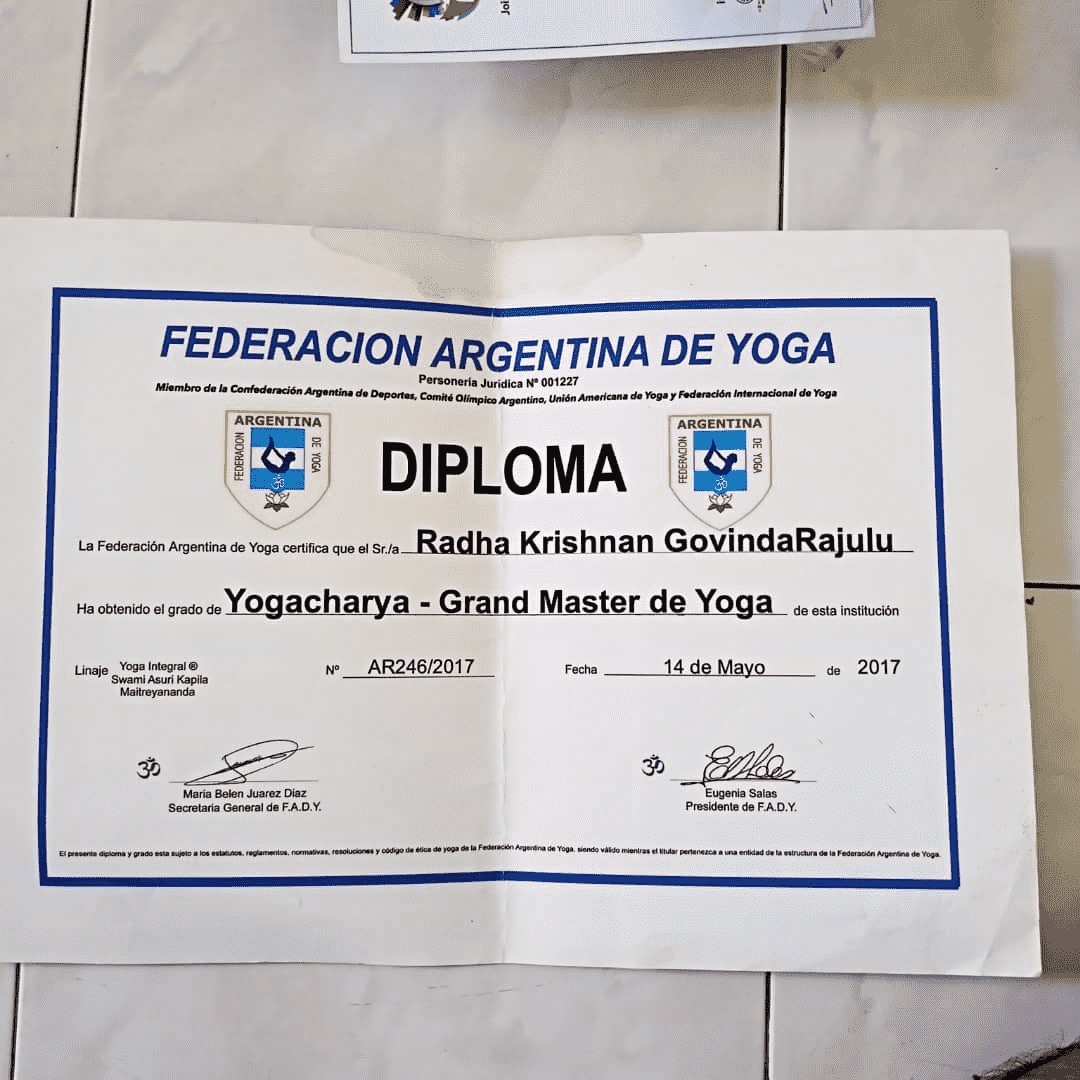 Joi
FEDERACION ARGENTINA DE YOGA
Personería Jurídica Nº 001227
Miembro de la Confederación Argentina de Deportes, Comité Olímpico Argentino, Unión Americana de Yoga y Federación Internacional de Yoga
ARGENTINA
FEDERACION
DE YOGA
ॐ
DIPLOMA
ARGENTINA
FEDERACION
DE YOGA
ॐ
La Federación Argentina de Yoga certifica que el Sr./a Radha Krishnan GovindaRajulu
Ha obtenido el grado de Yogacharya - Grand Master de Yoga de esta institución
Linaje Yoga Integral ®
Swami Asuri Kapila
Maitreyananda
Nº AR246/2017
Fecha 14 de Mayo de 2017
ॐ
Maria Belen Juarez Diaz
Secretaria General de F.A.D.Y.
ॐ
Eugenia Salas
Presidente de F.A.D.Y.
El presente diploma y grado esta sujeto a los estatutos, reglamentos, normativas, resoluciones y código de ética de yoga de la Federación Argentina de Yoga, siendo válido mientras el titular pertenezca a una entidad de la estructura de la Federación Argentina de Yoga.